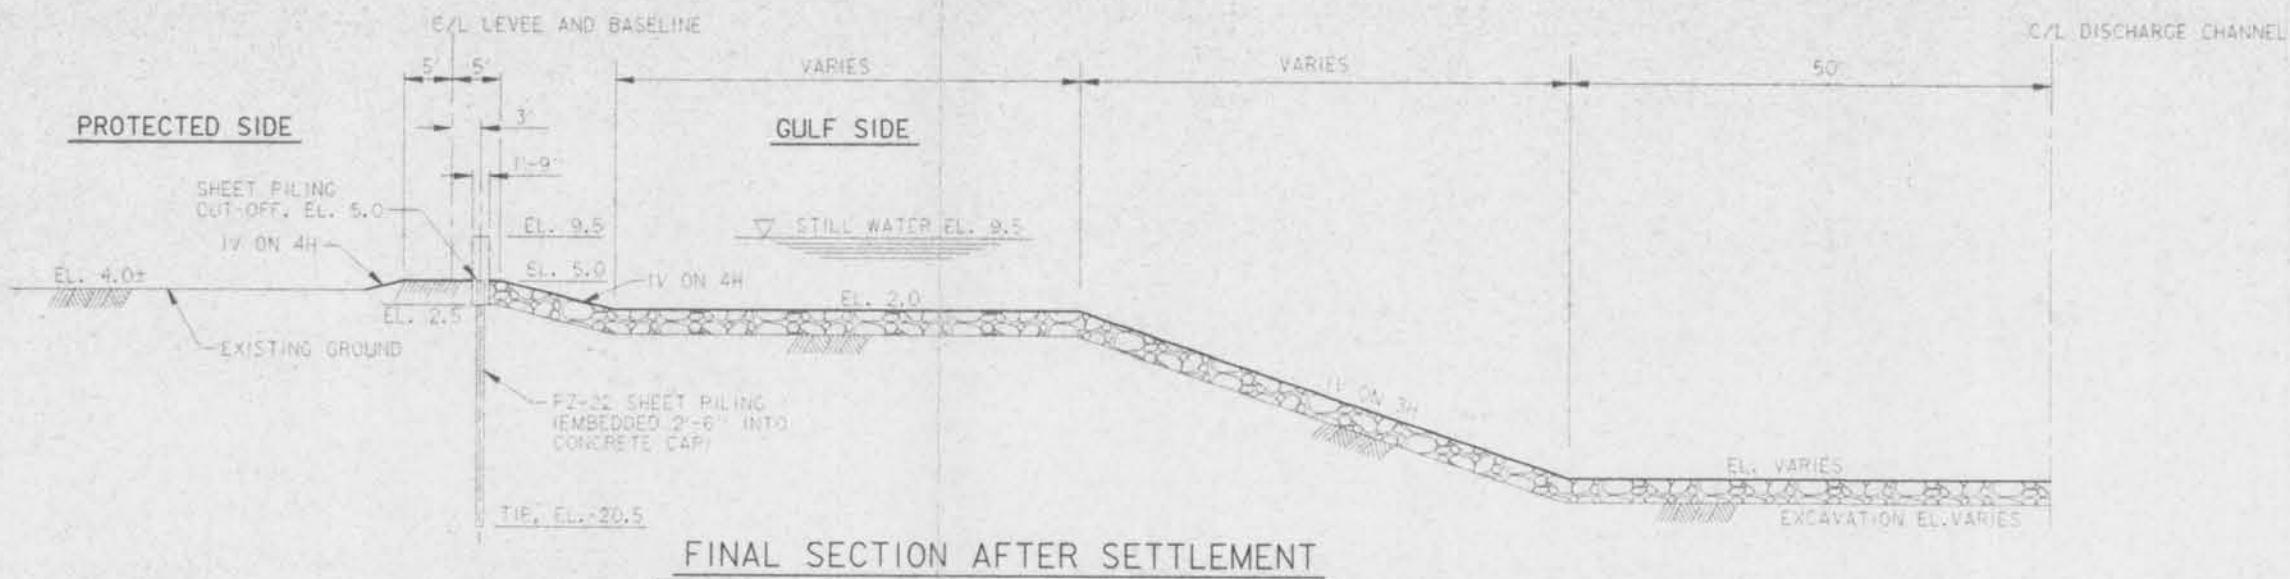 C/L LEVEE AND BASELINE
C/L DISCHARGE CHANNEL
5'
5'
VARIES
VARIES
50'
PROTECTED SIDE
3'
GULF SIDE
1'-9"
SHEET PILING
CUT-OFF. EL. 5.0
1V ON 4H
EL. 9.5
STILL WATER EL. 9.5
EL. 4.0±
EL. 5.0
1V ON 4H
EL. 2.0
EL. 2.5
EXISTING GROUND
PZ-22 SHEET PILING
(EMBEDDED 2'-6" INTO
CONCRETE CAP)
1V ON 3H
EL. VARIES
TIP. EL.-20.5
EXCAVATION EL. VARIES
FINAL SECTION AFTER SETTLEMENT